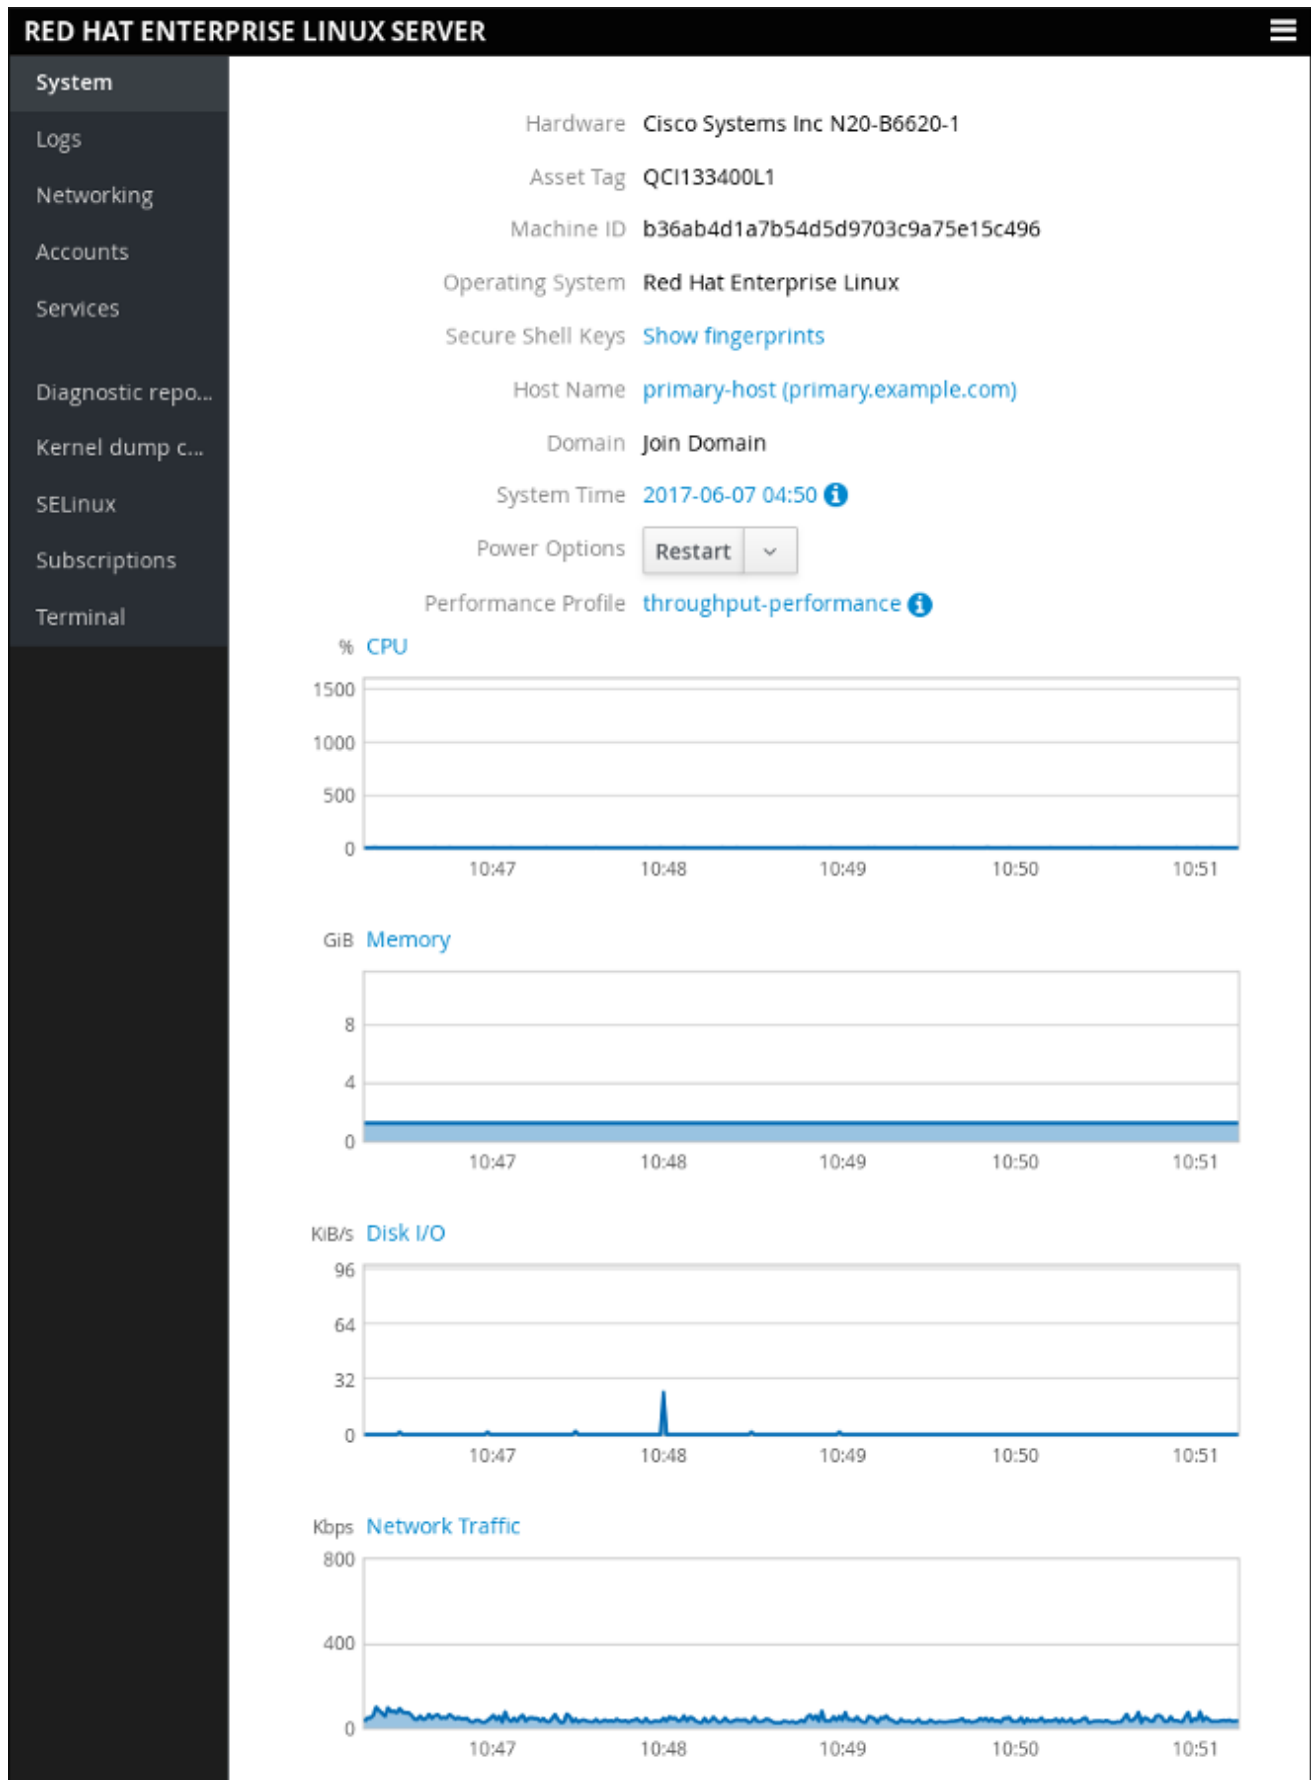 RED HAT ENTERPRISE LINUX SERVER
System
Logs
Networking
Accounts
Services
Diagnostic repo...
Kernel dump c...
SELinux
Subscriptions
Terminal
Hardware Cisco Systems Inc N20-B6620-1
Asset Tag QCI133400L1
Machine ID b36ab4d1a7b54d5d9703c9a75e15c496
Operating System Red Hat Enterprise Linux
Secure Shell Keys Show fingerprints
Host Name primary-host (primary.example.com)
Domain Join Domain
System Time 2017-06-07 04:50
Power Options Restart
Performance Profile throughput-performance
% CPU
1500
1000
500
0
10:47 10:48 10:49 10:50 10:51
GiB Memory
8
4
0
10:47 10:48 10:49 10:50 10:51
KiB/s Disk I/O
96
64
32
0
10:47 10:48 10:49 10:50 10:51
Kbps Network Traffic
800
400
0
10:47 10:48 10:49 10:50 10:51